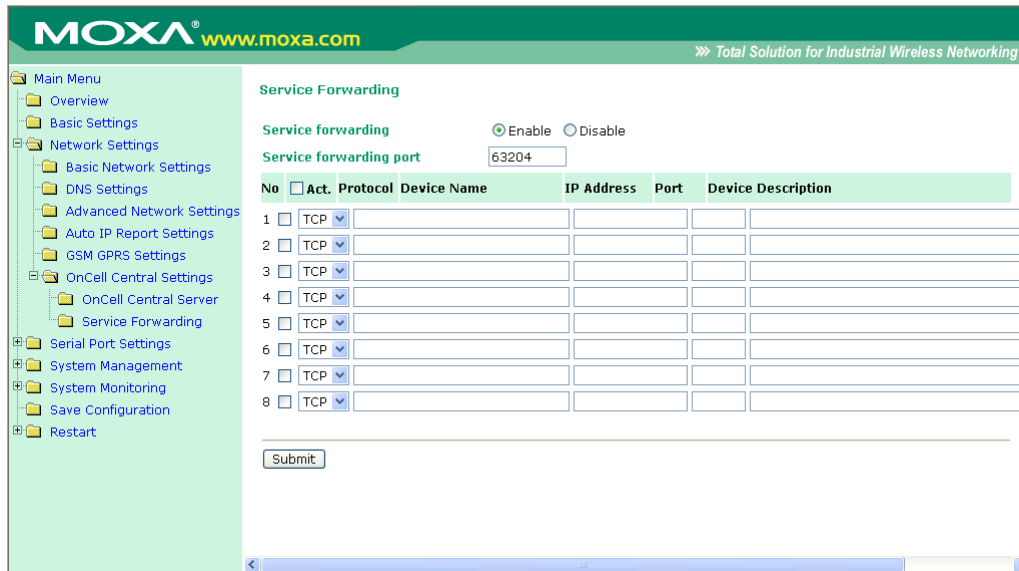 MOXA® www.moxa.com
Total Solution for Industrial Wireless Networking
Main Menu
Overview
Basic Settings
Network Settings
Basic Network Settings
DNS Settings
Advanced Network Settings
Auto IP Report Settings
GSM GPRS Settings
OnCell Central Settings
OnCell Central Server
Service Forwarding
Serial Port Settings
System Management
System Monitoring
Save Configuration
Restart
Service Forwarding
Service forwarding Enable Disable
Service forwarding port 63204
No Act. Protocol Device Name IP Address Port Device Description
1 TCP
2 TCP
3 TCP
4 TCP
5 TCP
6 TCP
7 TCP
8 TCP
Submit